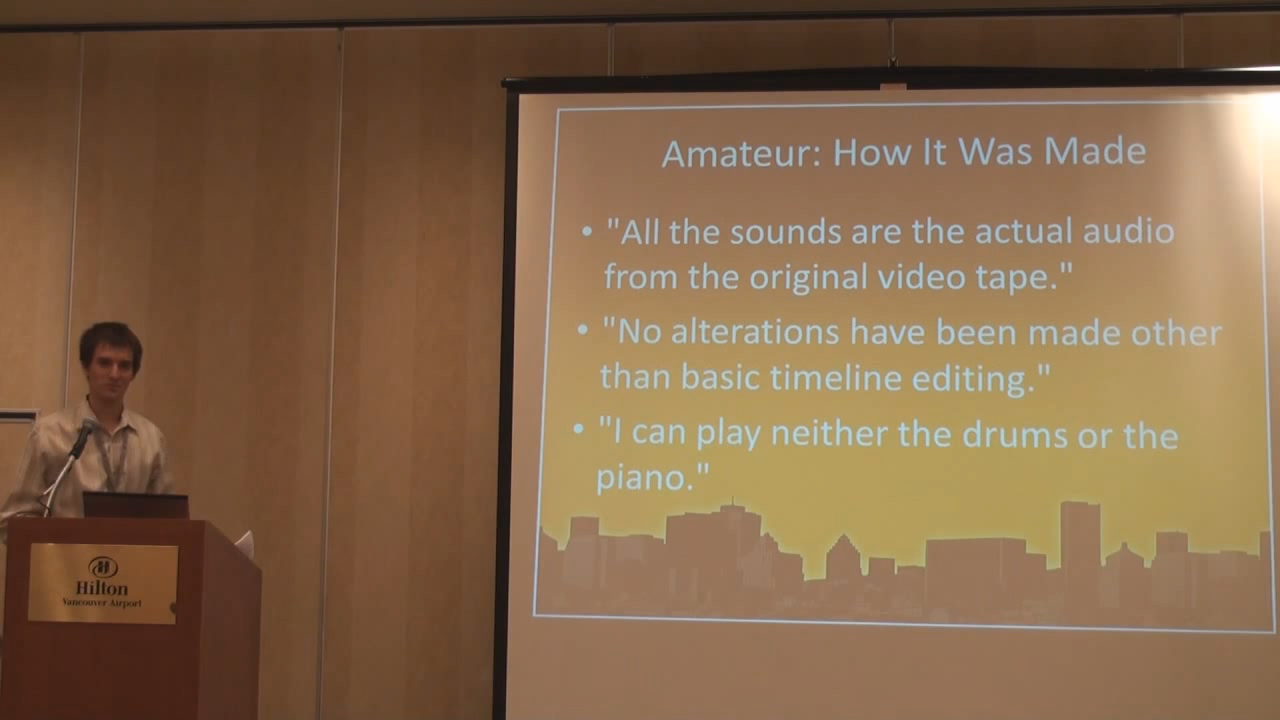 Amateur: How It Was Made
• "All the sounds are the actual audio
from the original video tape."
• "No alterations have been made other
than basic timeline editing."
• "I can play neither the drums or the
piano."
Hilton
Vancouver Airport